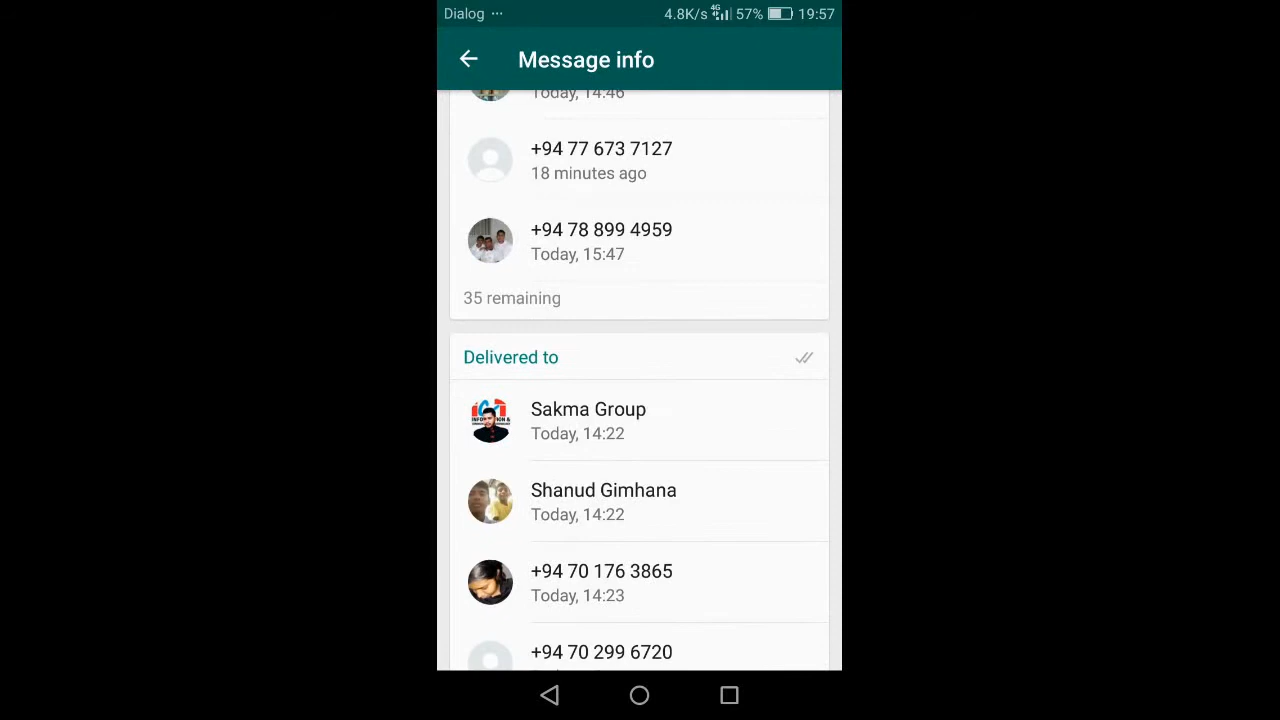 Dialog ... 4.8K/s 4G 57% 19:57
Message info
Today, 14:46
+94 77 673 7127
18 minutes ago
+94 78 899 4959
Today, 15:47
35 remaining
Delivered to
Sakma Group
Today, 14:22
Shanud Gimhana
Today, 14:22
+94 70 176 3865
Today, 14:23
+94 70 299 6720